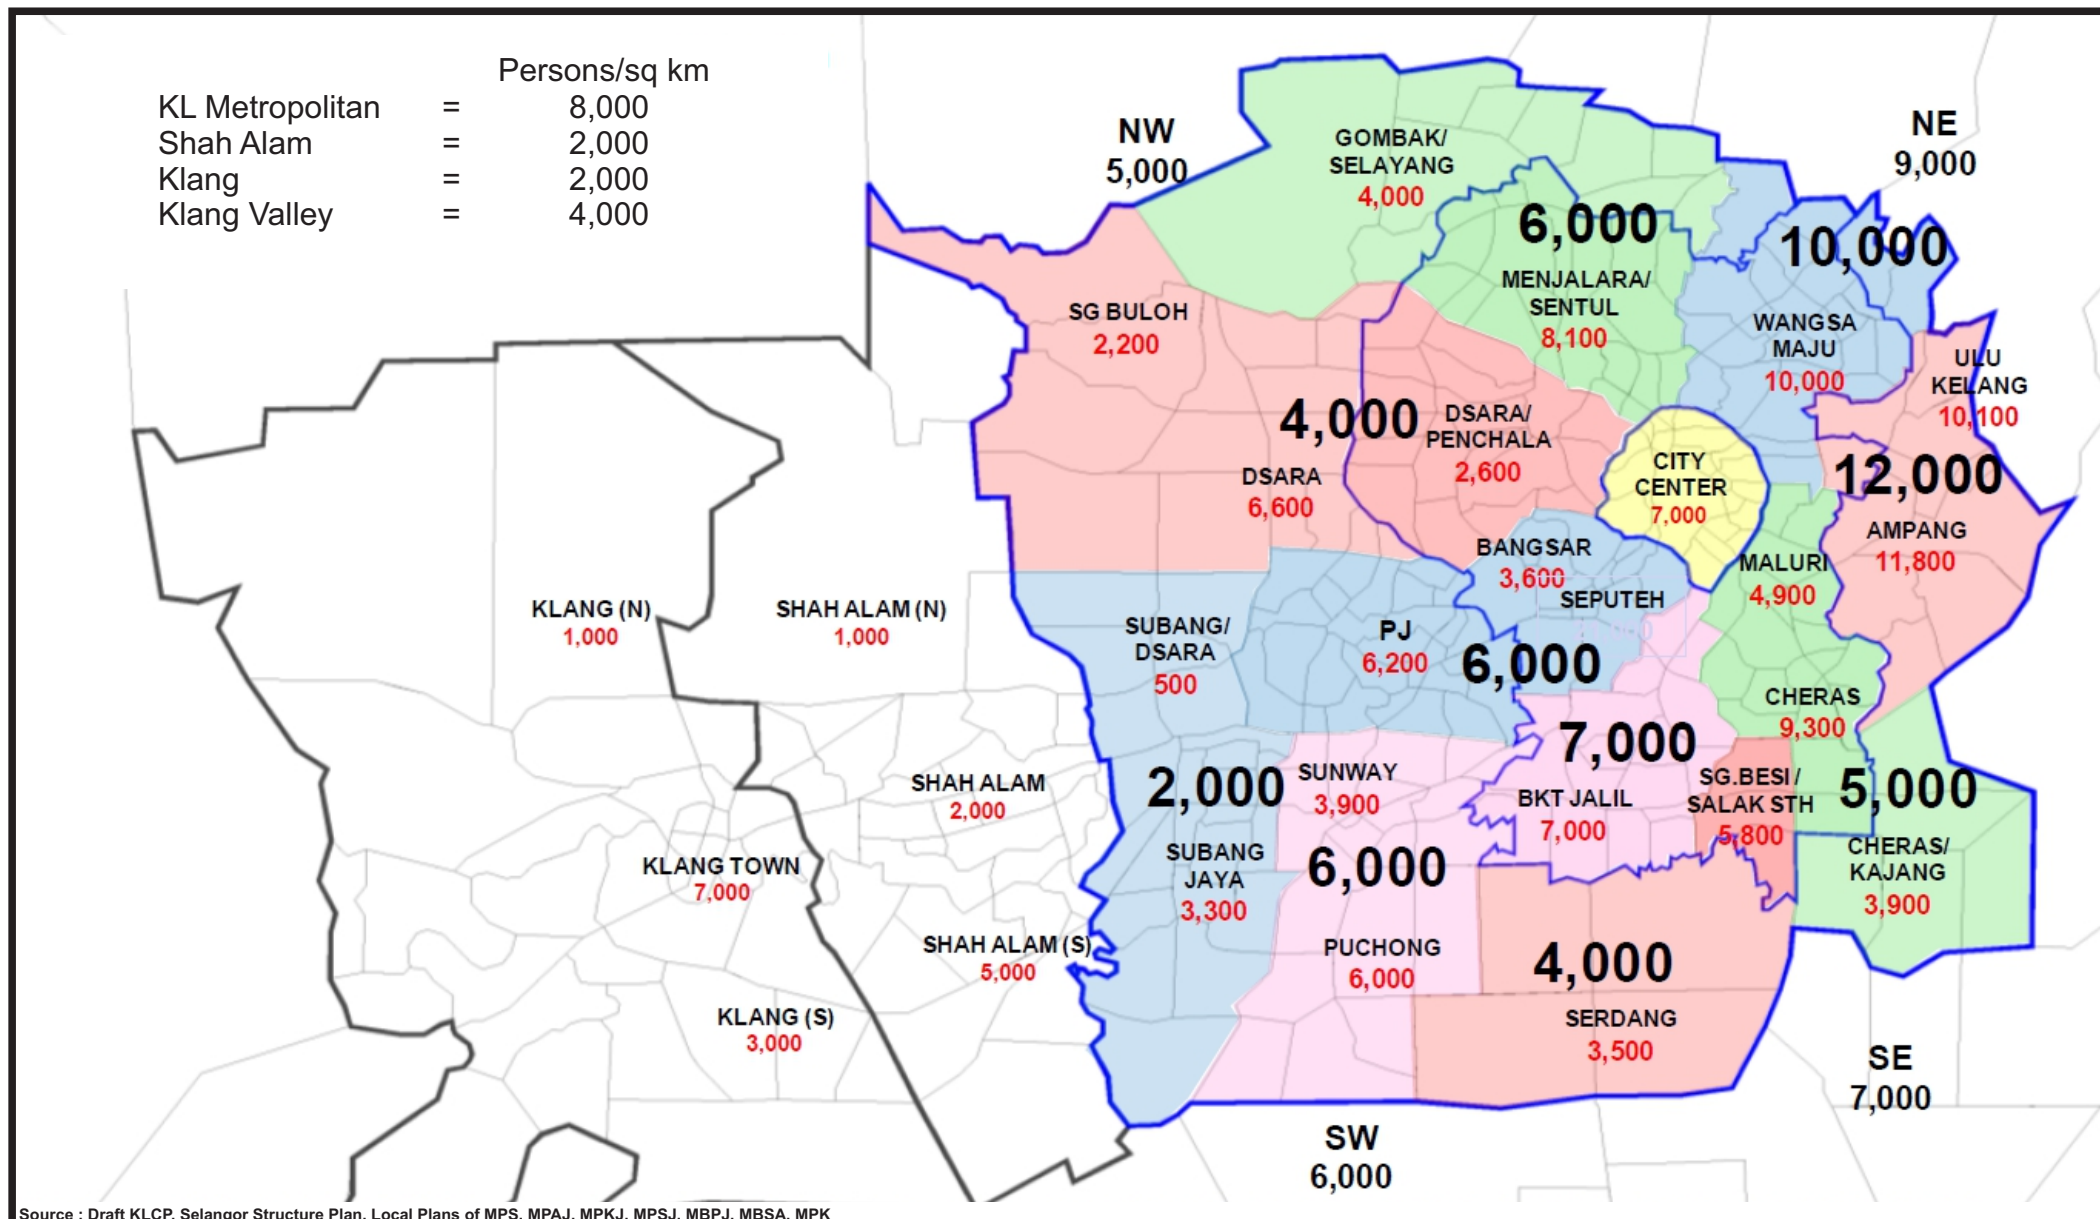 Persons/sq km
KL Metropolitan = 8,000
Shah Alam = 2,000
Klang = 2,000
Klang Valley = 4,000
NW
5,000
NE
9,000
GOMBAK/
SELAYANG
4,000
6,000
MENJALARA/
SENTUL
8,100
10,000
WANGSA
MAJU
10,000
ULU
KELANG
10,100
SG BULOH
2,200
4,000
DSARA/
PENCHALA
2,600
DSARA
6,600
CITY
CENTER
7,000
12,000
AMPANG
11,800
BANGSAR
3,600
SEPUTEH
MALURI
4,900
KLANG (N)
1,000
SHAH ALAM (N)
1,000
SUBANG/
DSARA
500
PJ
6,200
6,000
CHERAS
9,300
7,000
SHAH ALAM
2,000
2,000
SUNWAY
3,900
BKT JALIL
7,000
SG.BESI /
SALAK STH
5,800
5,000
CHERAS/
KAJANG
3,900
KLANG TOWN
7,000
SUBANG
JAYA
3,300
6,000
SHAH ALAM (S)
5,000
PUCHONG
6,000
4,000
SERDANG
3,500
KLANG (S)
3,000
SE
7,000
SW
6,000
Source : Draft KLCP, Selangor Structure Plan, Local Plans of MPS, MPAJ, MPKJ, MPSJ, MBPJ, MBSA, MPK